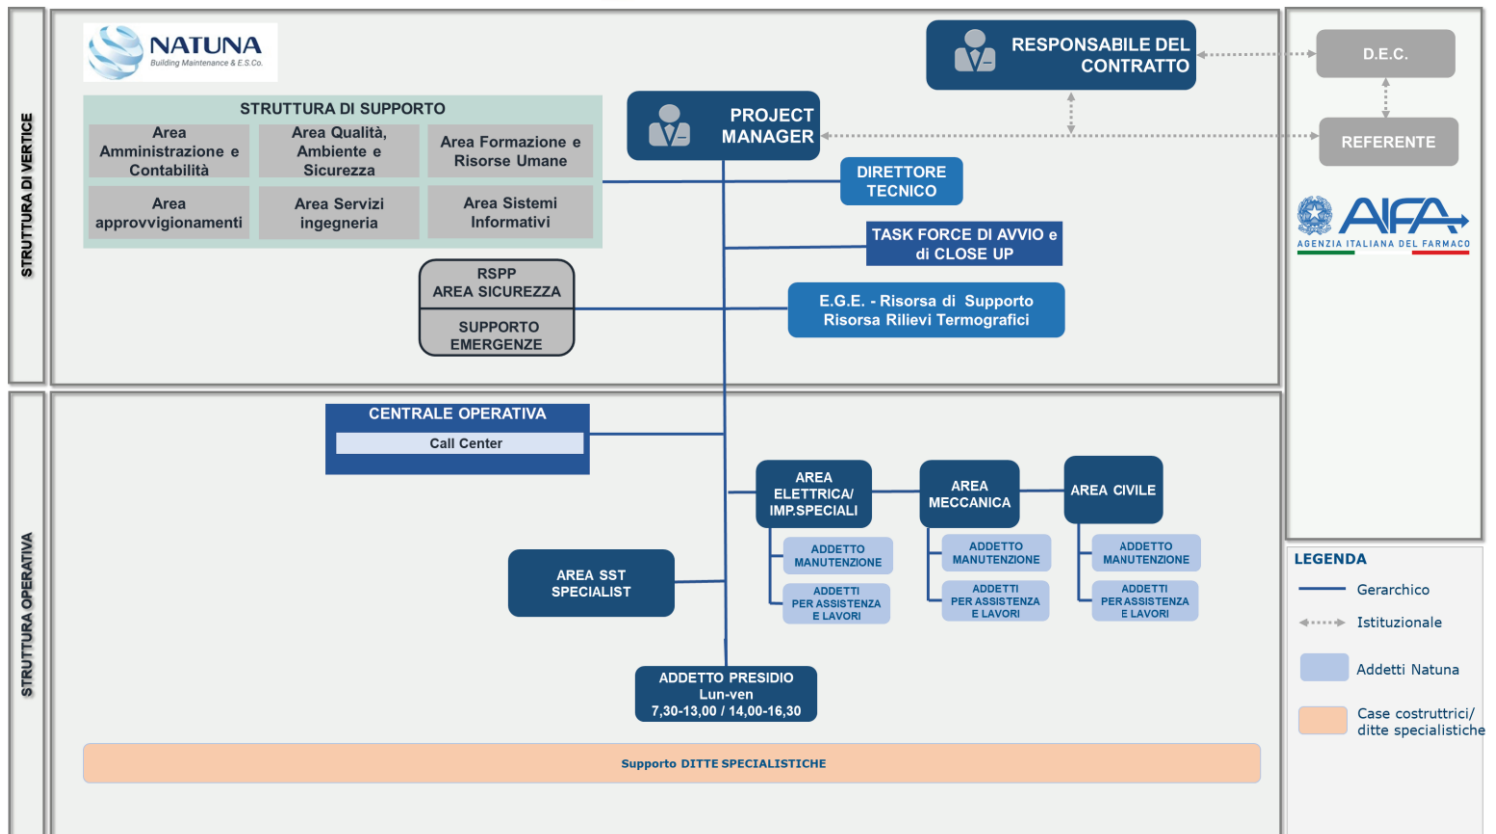 STRUTTURA DI VERTICE
NATUNA
Building Maintenance & E.S.Co.
RESPONSABILE DEL
CONTRATTO
D.E.C.
STRUTTURA DI SUPPORTO
Area
Amministrazione e
Contabilità
Area Qualità,
Ambiente e
Sicurezza
Area Formazione e
Risorse Umane
Area
approvvigionamenti
Area Servizi
ingegneria
Area Sistemi
Informativi
PROJECT
MANAGER
REFERENTE
DIRETTORE
TECNICO
AIFA
AGENZIA ITALIANA DEL FARMACO
TASK FORCE DI AVVIO e
di CLOSE UP
RSPP
AREA SICUREZZA
SUPPORTO
EMERGENZE
E.G.E. - Risorsa di Supporto
Risorsa Rilievi Termografici
STRUTTURA OPERATIVA
CENTRALE OPERATIVA
Call Center
AREA
ELETTRICA/
IMP.SPECIALI
AREA
MECCANICA
AREA CIVILE
ADDETTO
MANUTENZIONE
ADDETTI
PER ASSISTENZA
E LAVORI
ADDETTO
MANUTENZIONE
ADDETTI
PER ASSISTENZA
E LAVORI
ADDETTO
MANUTENZIONE
ADDETTI
PER ASSISTENZA
E LAVORI
AREA SST
SPECIALIST
ADDETTO PRESIDIO
Lun-ven
7,30-13,00 / 14,00-16,30
Supporto DITTE SPECIALISTICHE
LEGENDA
Gerarchico
Istituzionale
Addetti Natuna
Case costruttrici/
ditte specialistiche